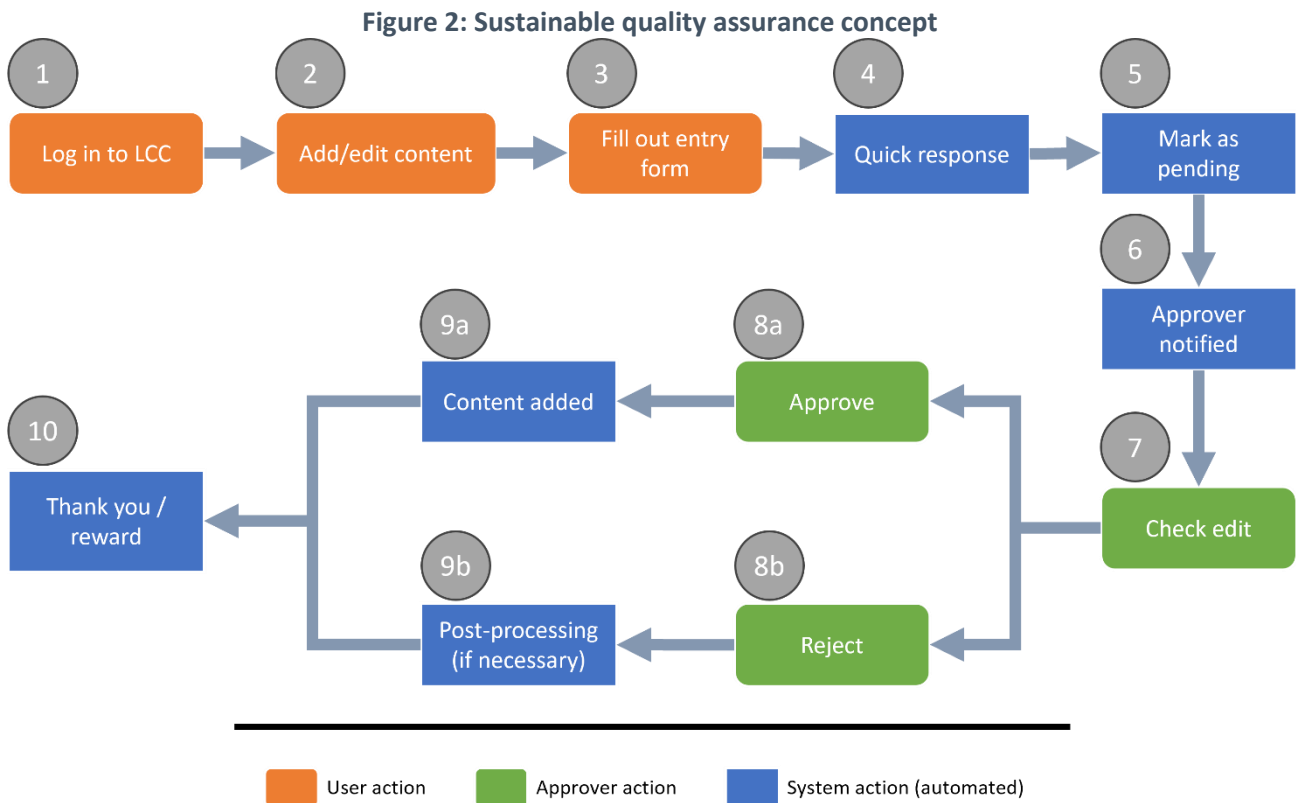 Figure 2: Sustainable quality assurance concept
1
2
3
4
5
Log in to LCC
Add/edit content
Fill out entry
form
Quick response
Mark as
pending
6
Approver
notified
9a
8a
Content added
Approve
10
7
Thank you /
reward
Check edit
9b
8b
Post-processing
(if necessary)
Reject
User action
Approver action
System action (automated)